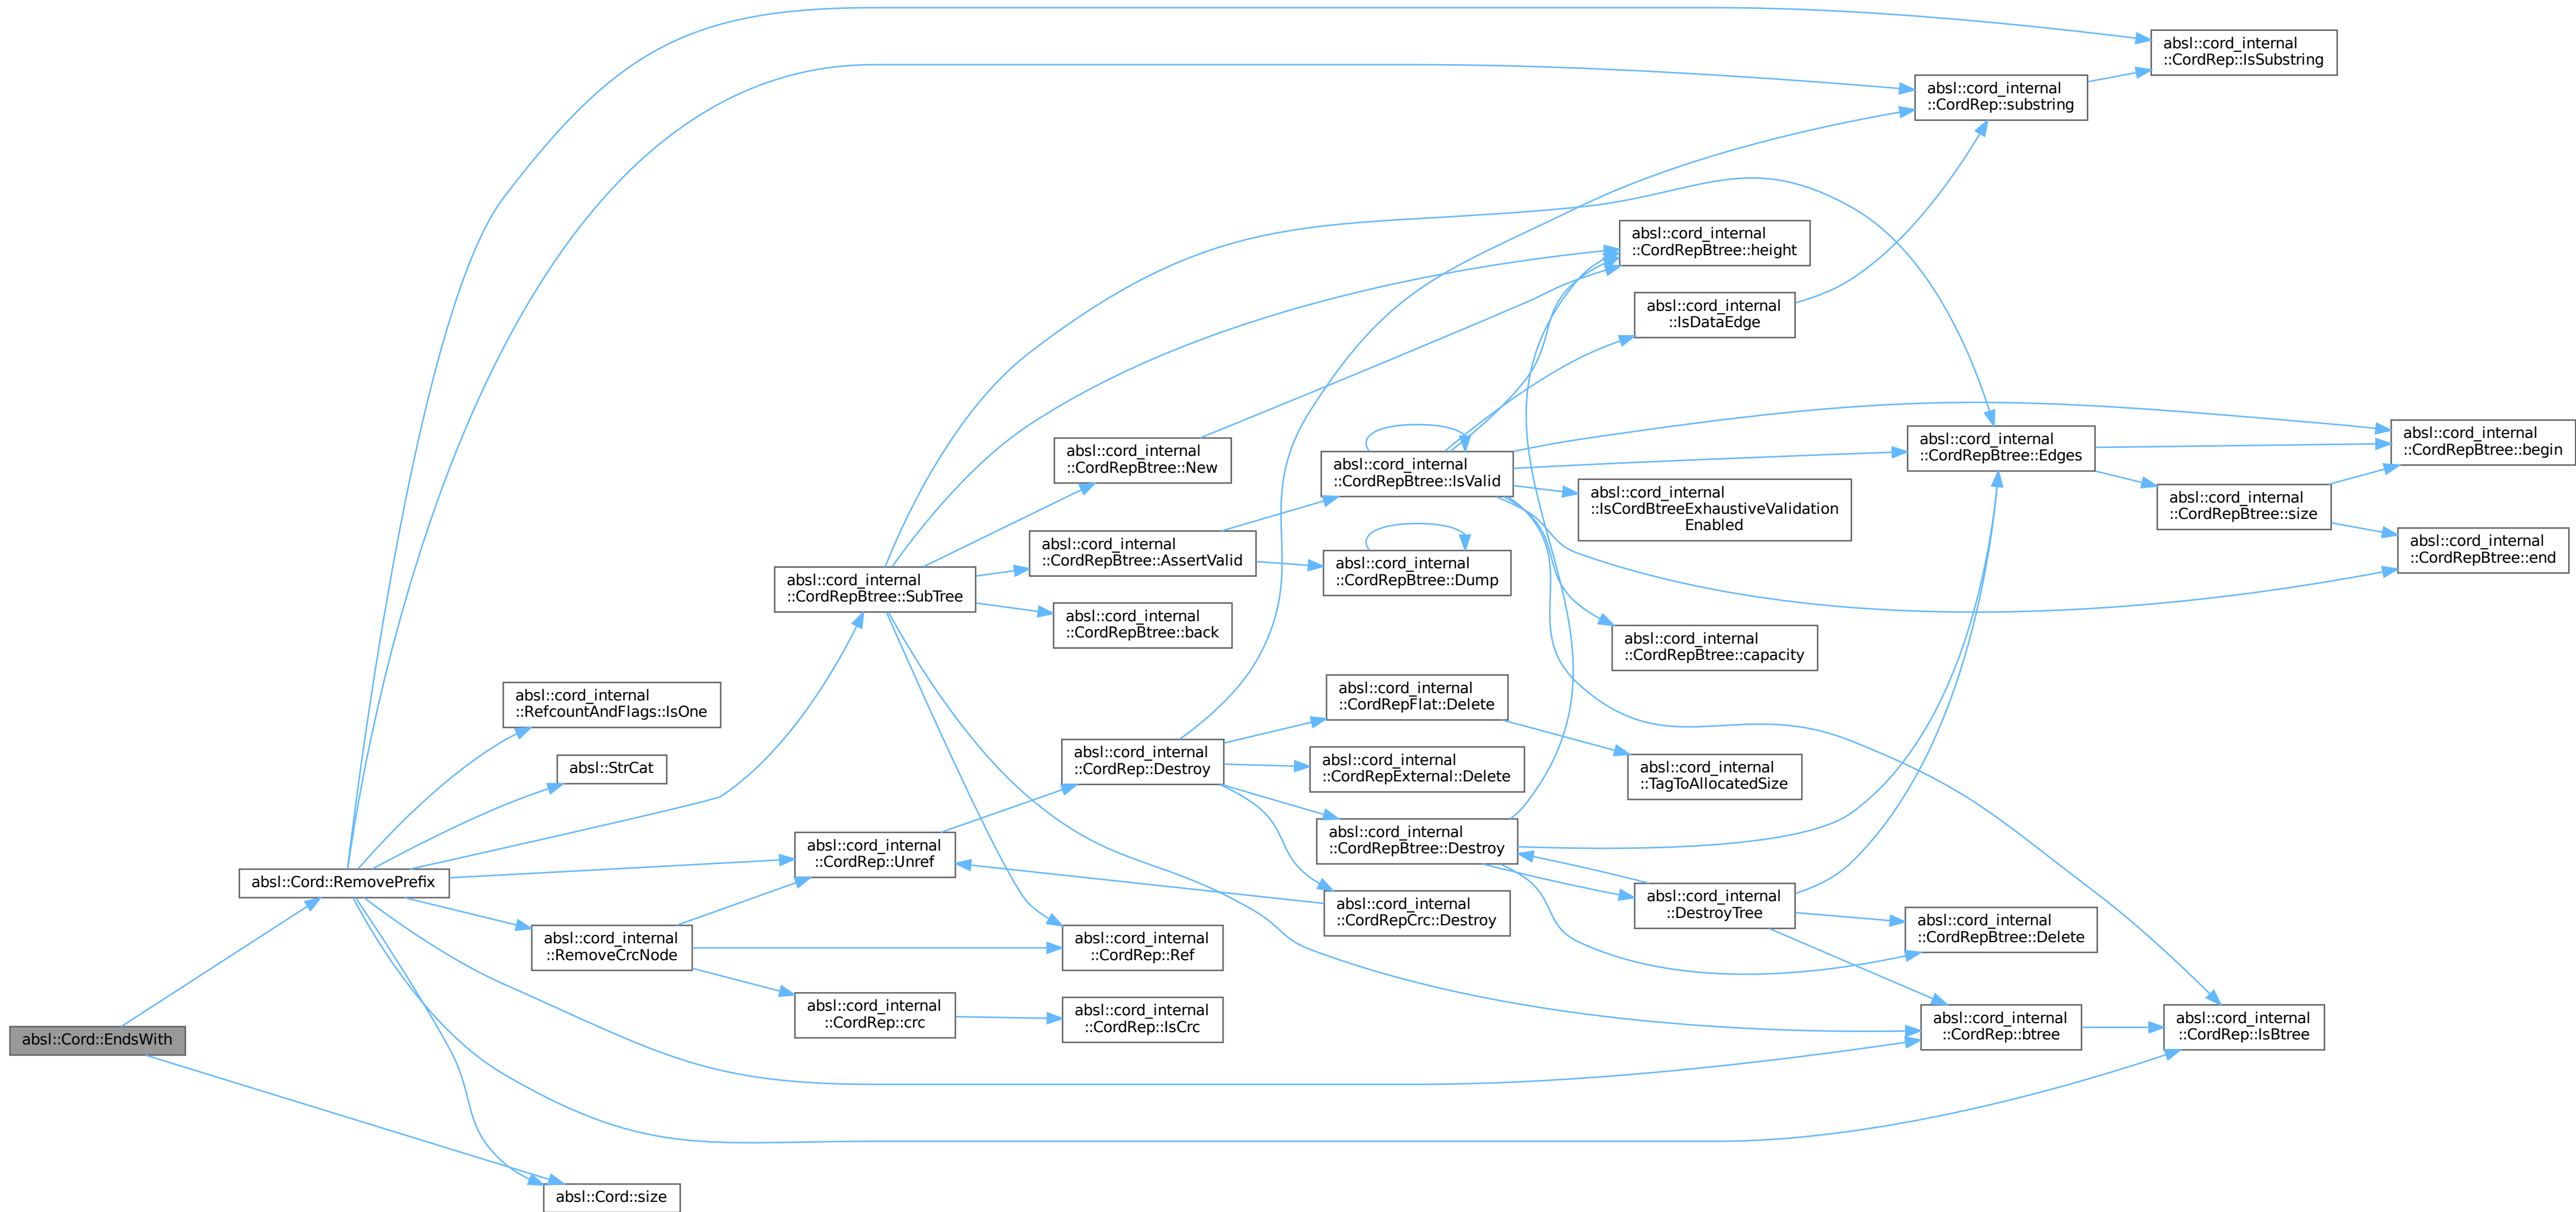 absl::cord_internal
::CordRep::IsSubstring
absl::cord_internal
::CordRep::substring
absl::cord_internal
::CordRepBtree::height
absl::cord_internal
::IsDataEdge
absl::cord_internal
::CordRepBtree::New
absl::cord_internal
::CordRepBtree::IsValid
absl::cord_internal
::CordRepBtree::Edges
absl::cord_internal
::CordRepBtree::begin
absl::cord_internal
::IsCordBtreeExhaustiveValidation
Enabled
absl::cord_internal
::CordRepBtree::size
absl::cord_internal
::CordRepBtree::end
absl::cord_internal
::CordRepBtree::AssertValid
absl::cord_internal
::CordRepBtree::Dump
absl::cord_internal
::CordRepBtree::SubTree
absl::cord_internal
::CordRepBtree::back
absl::cord_internal
::CordRepBtree::capacity
absl::cord_internal
::RefcountAndFlags::IsOne
absl::cord_internal
::CordRepFlat::Delete
absl::StrCat
absl::cord_internal
::CordRep::Destroy
absl::cord_internal
::CordRepExternal::Delete
absl::cord_internal
::TagToAllocatedSize
absl::cord_internal
::CordRep::Unref
absl::cord_internal
::CordRepBtree::Destroy
absl::Cord::RemovePrefix
absl::cord_internal
::CordRepCrc::Destroy
absl::cord_internal
::DestroyTree
absl::cord_internal
::CordRepBtree::Delete
absl::cord_internal
::RemoveCrcNode
absl::cord_internal
::CordRep::Ref
absl::cord_internal
::CordRep::crc
absl::cord_internal
::CordRep::IsCrc
absl::cord_internal
::CordRep::btree
absl::cord_internal
::CordRep::IsBtree
absl::Cord::EndsWith
absl::Cord::size